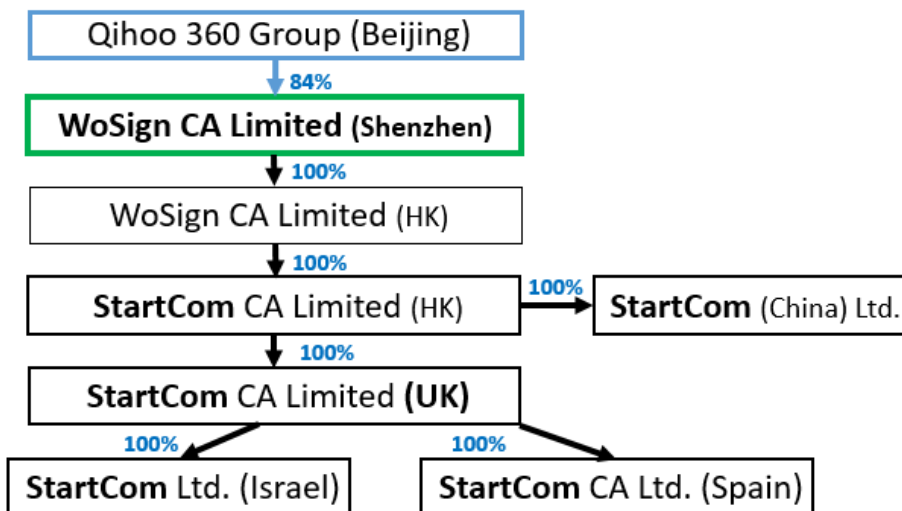 Qihoo 360 Group (Beijing)
84%
WoSign CA Limited (Shenzhen)
100%
WoSign CA Limited (HK)
100%
StartCom CA Limited (HK)
100%
StartCom (China) Ltd.
100%
StartCom CA Limited (UK)
100%
100%
StartCom Ltd. (Israel)
StartCom CA Ltd. (Spain)